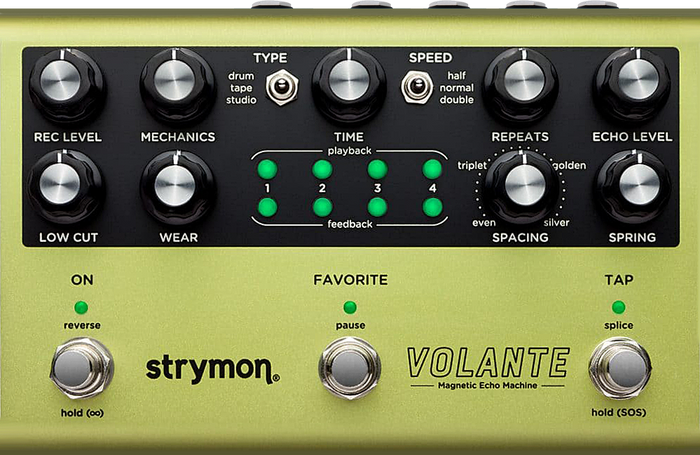 TYPE
SPEED
drum
tape
studio
half
normal
double
REC LEVEL
MECHANICS
TIME
REPEATS
ECHO LEVEL
playback
1 2 3 4
feedback
triplet
golden
even
silver
LOW CUT
WEAR
SPACING
SPRING
ON
FAVORITE
TAP
reverse
pause
splice
strymon®
VOLANTE
Magnetic Echo Machine
hold (∞)
hold (SOS)